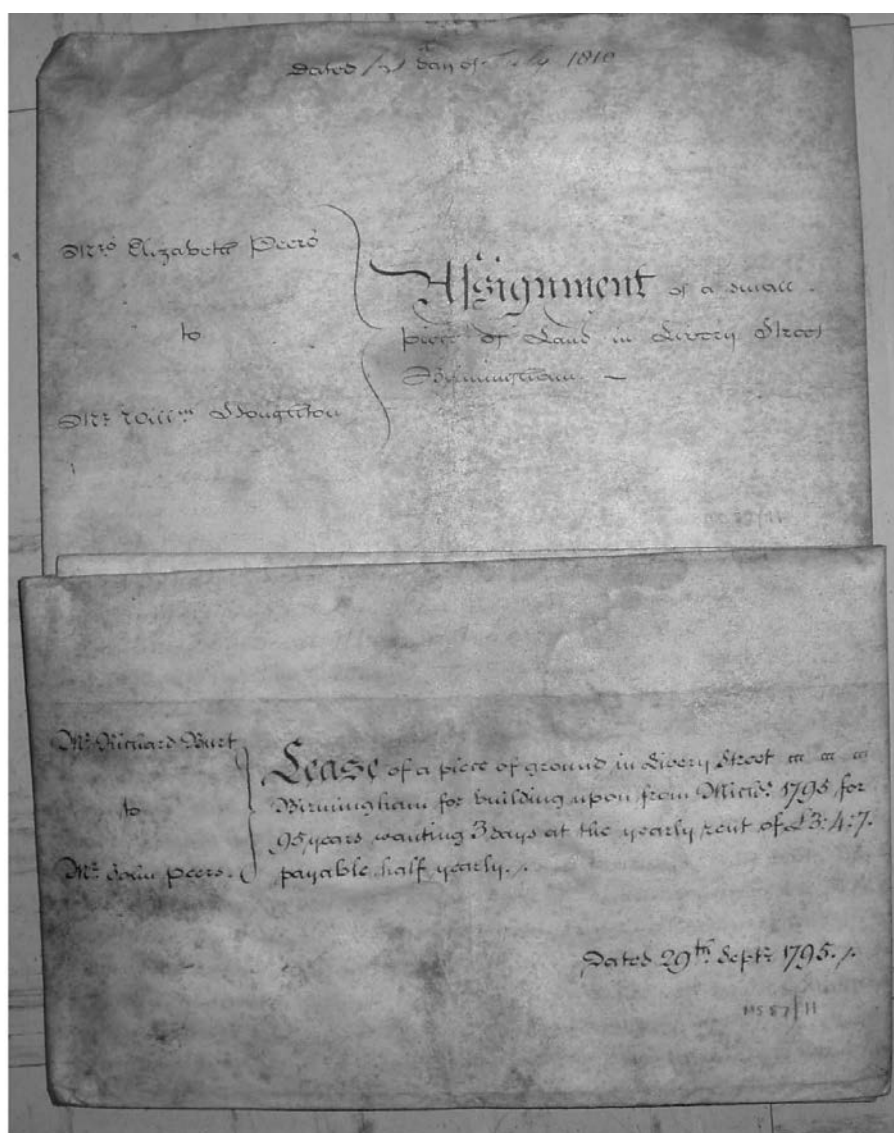 Dated 1st day of July 1810
Mrs Elizabeth Peers
to
Mr. Willm Houghton
Assignment of a small
piece of Land in Livery Street
Birmingham. —
Mr. Richard Burt
to
Mr. John Peers.
Lease of a piece of ground in Livery Street
Birmingham for building upon from Michs. 1795 for
95 years wanting 3 days at the yearly rent of £3:4:7.
payable half yearly./.
Dated 29th. Septr. 1795./.
MS 87/11